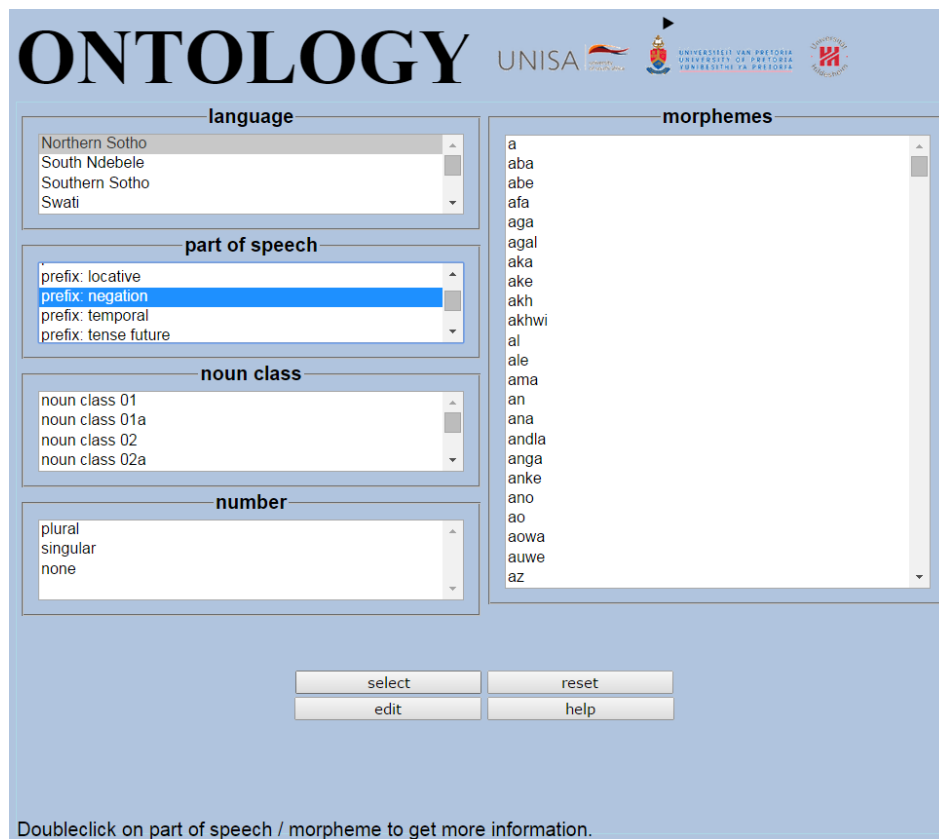 ONTOLOGY
UNISA
UNIVERSITEIT VAN PRETORIA
UNIVERSITY OF PRETORIA
YUNIBESITHI YA PRETORIA
language
Northern Sotho
South Ndebele
Southern Sotho
Swati
part of speech
prefix: locative
prefix: negation
prefix: temporal
prefix: tense future
noun class
noun class 01
noun class 01a
noun class 02
noun class 02a
number
plural
singular
none
morphemes
a
aba
abe
afa
aga
agal
aka
ake
akh
akhwi
al
ale
ama
an
ana
andla
anga
anke
ano
ao
aowa
auwe
az
select
reset
edit
help
Doubleclick on part of speech / morpheme to get more information.